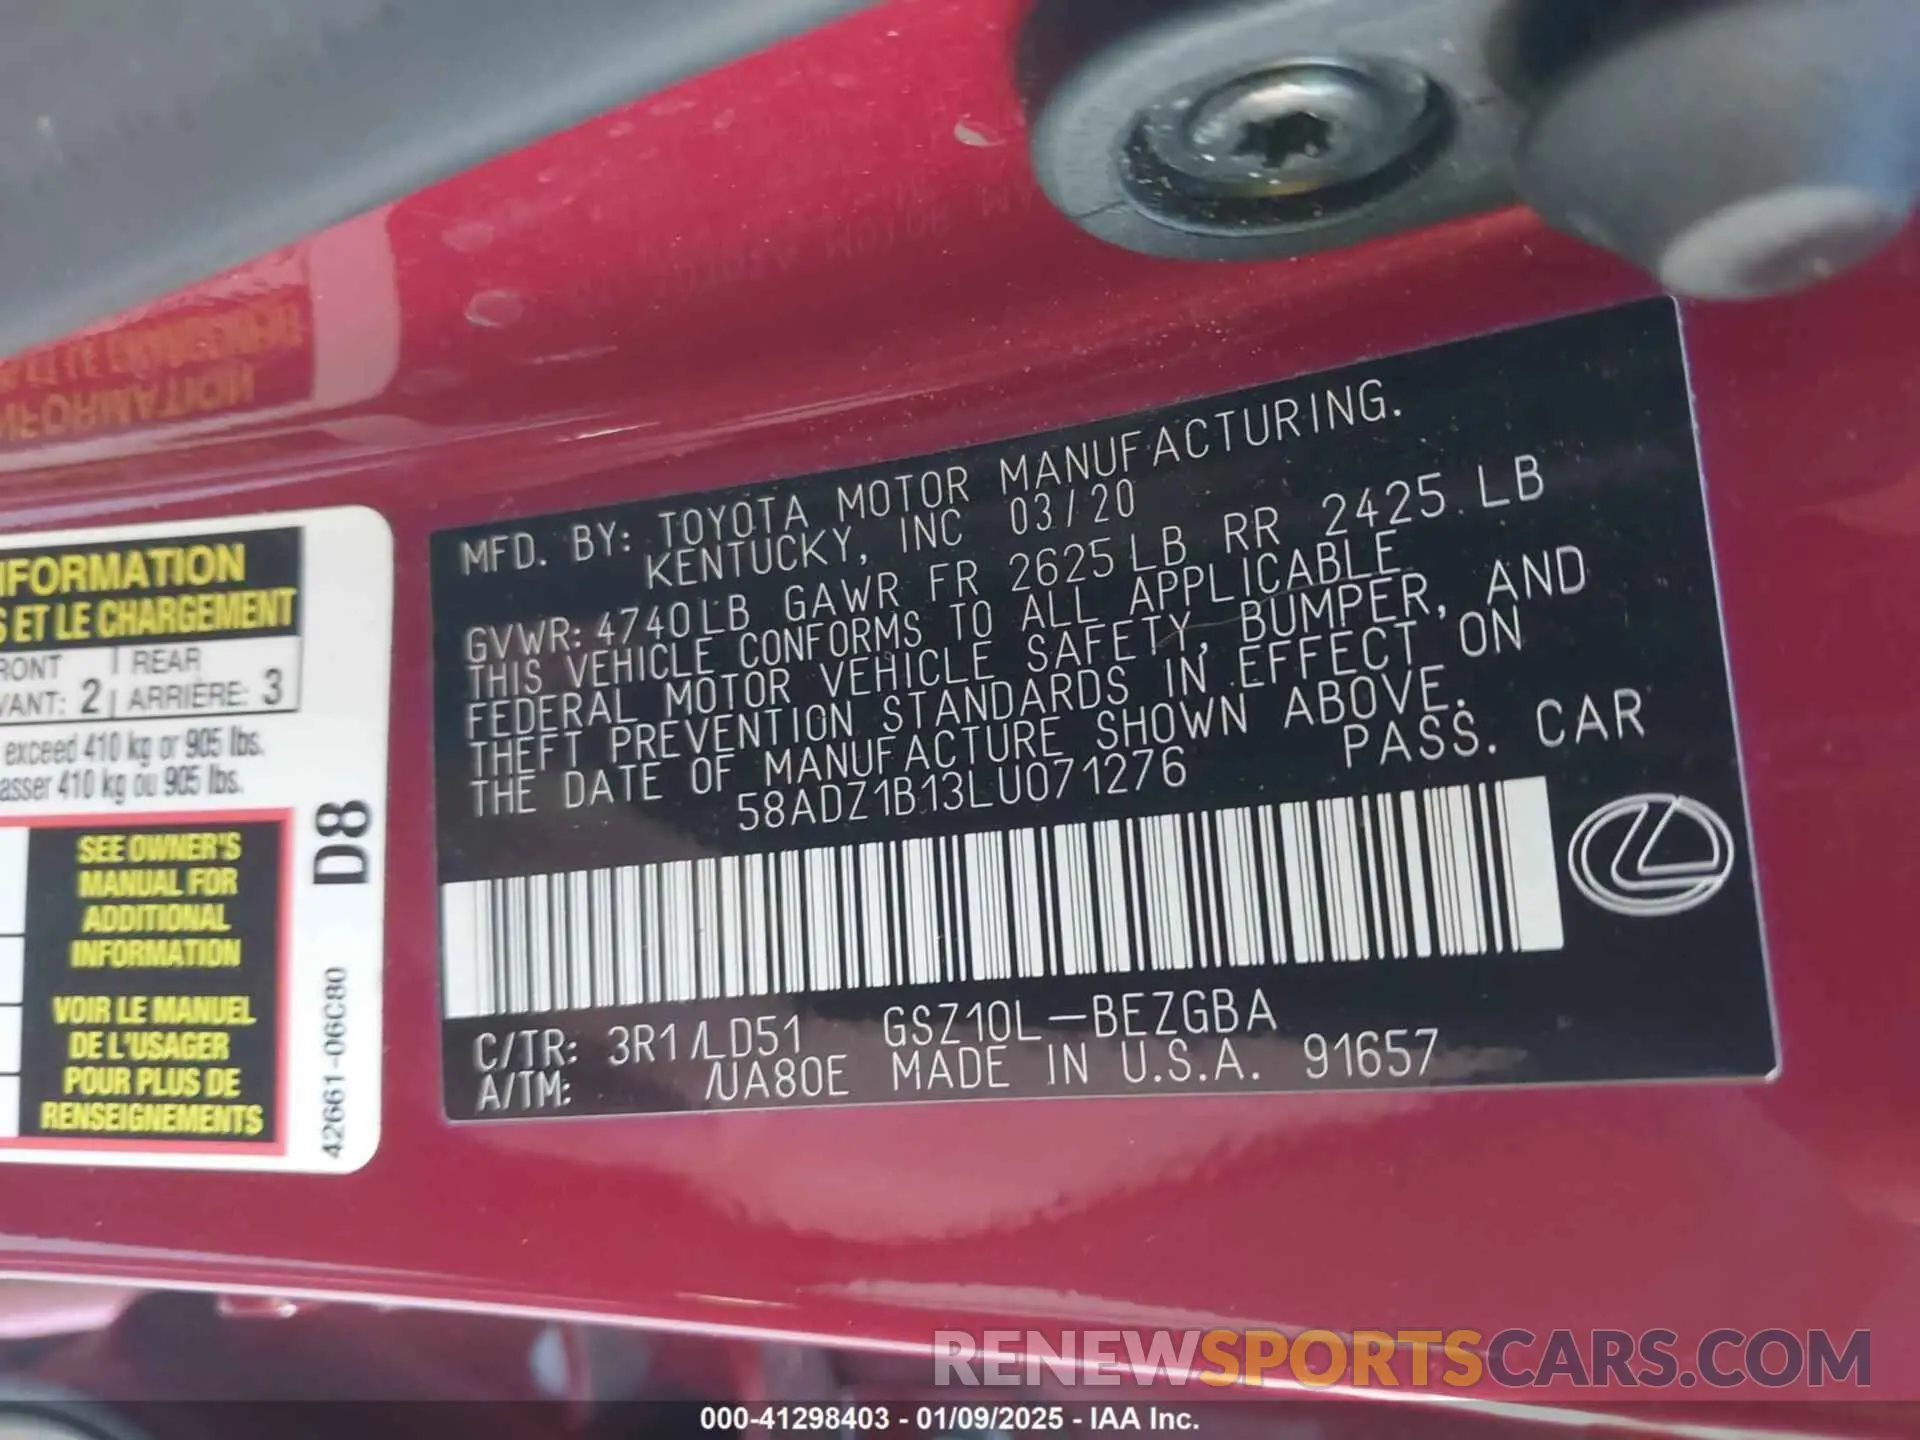 INFORMATION
S ET LE CHARGEMENT
FRONT | REAR
AVANT: 2 | ARRIÈRE: 3
exceed 410 kg or 905 lbs.
asser 410 kg ou 905 lbs.
SEE OWNER'S
MANUAL FOR
ADDITIONAL
INFORMATION
VOIR LE MANUEL
DE L'USAGER
POUR PLUS DE
RENSEIGNEMENTS
D8
42661-06C80
MFD. BY: TOYOTA MOTOR MANUFACTURING.
KENTUCKY, INC 03/20
GVWR: 4740LB GAWR FR 2625LB RR 2425 LB
THIS VEHICLE CONFORMS TO ALL APPLICABLE
FEDERAL MOTOR VEHICLE SAFETY, BUMPER, AND
THEFT PREVENTION STANDARDS IN EFFECT ON
THE DATE OF MANUFACTURE SHOWN ABOVE.
58ADZ1B13LU071276 PASS. CAR
C/TR: 3R1/LD51 GSZ10L-BEZGBA
A/TM: /UA80E MADE IN U.S.A. 91657
RENEWSPORTSCARS.COM
000-41298403 - 01/09/2025 - IAA Inc.